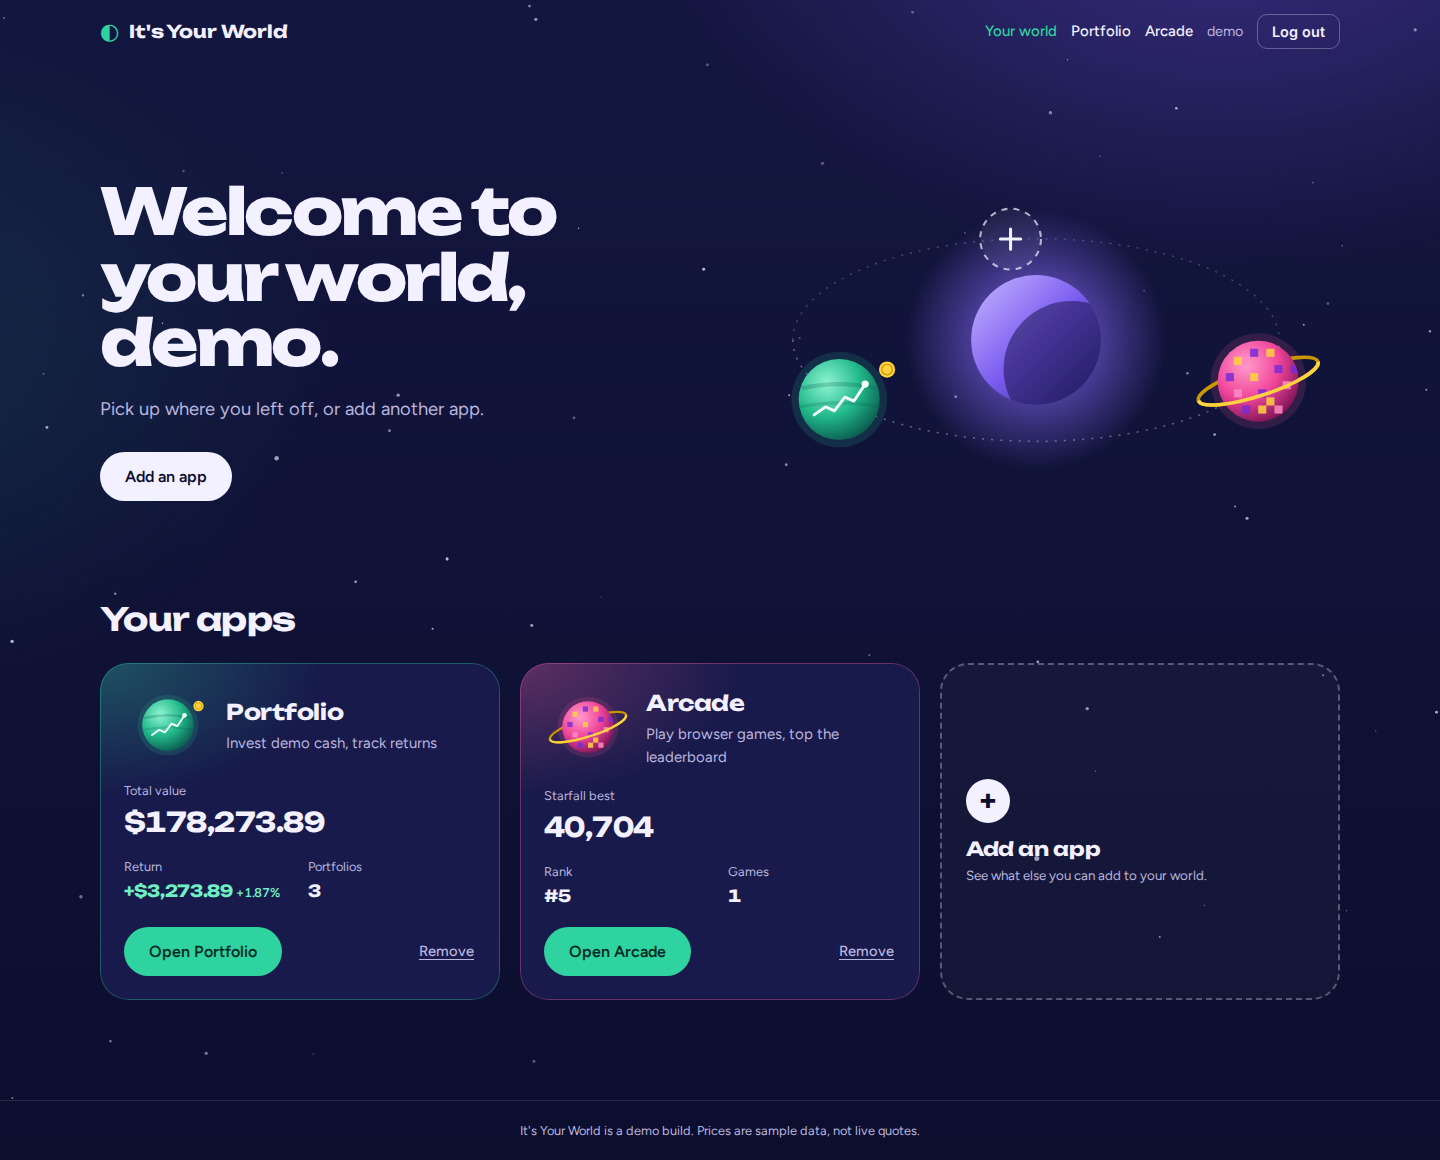 It's Your World
Your world Portfolio Arcade demo Log out
Welcome to
your world,
demo.
Pick up where you left off, or add another app.
Add an app
Your apps
Portfolio
Invest demo cash, track returns
Total value
$178,273.89
Return
+$3,273.89 +1.87%
Portfolios
3
Open Portfolio
Remove
Arcade
Play browser games, top the
leaderboard
Starfall best
40,704
Rank
#5
Games
1
Open Arcade
Remove
Add an app
See what else you can add to your world.
It's Your World is a demo build. Prices are sample data, not live quotes.